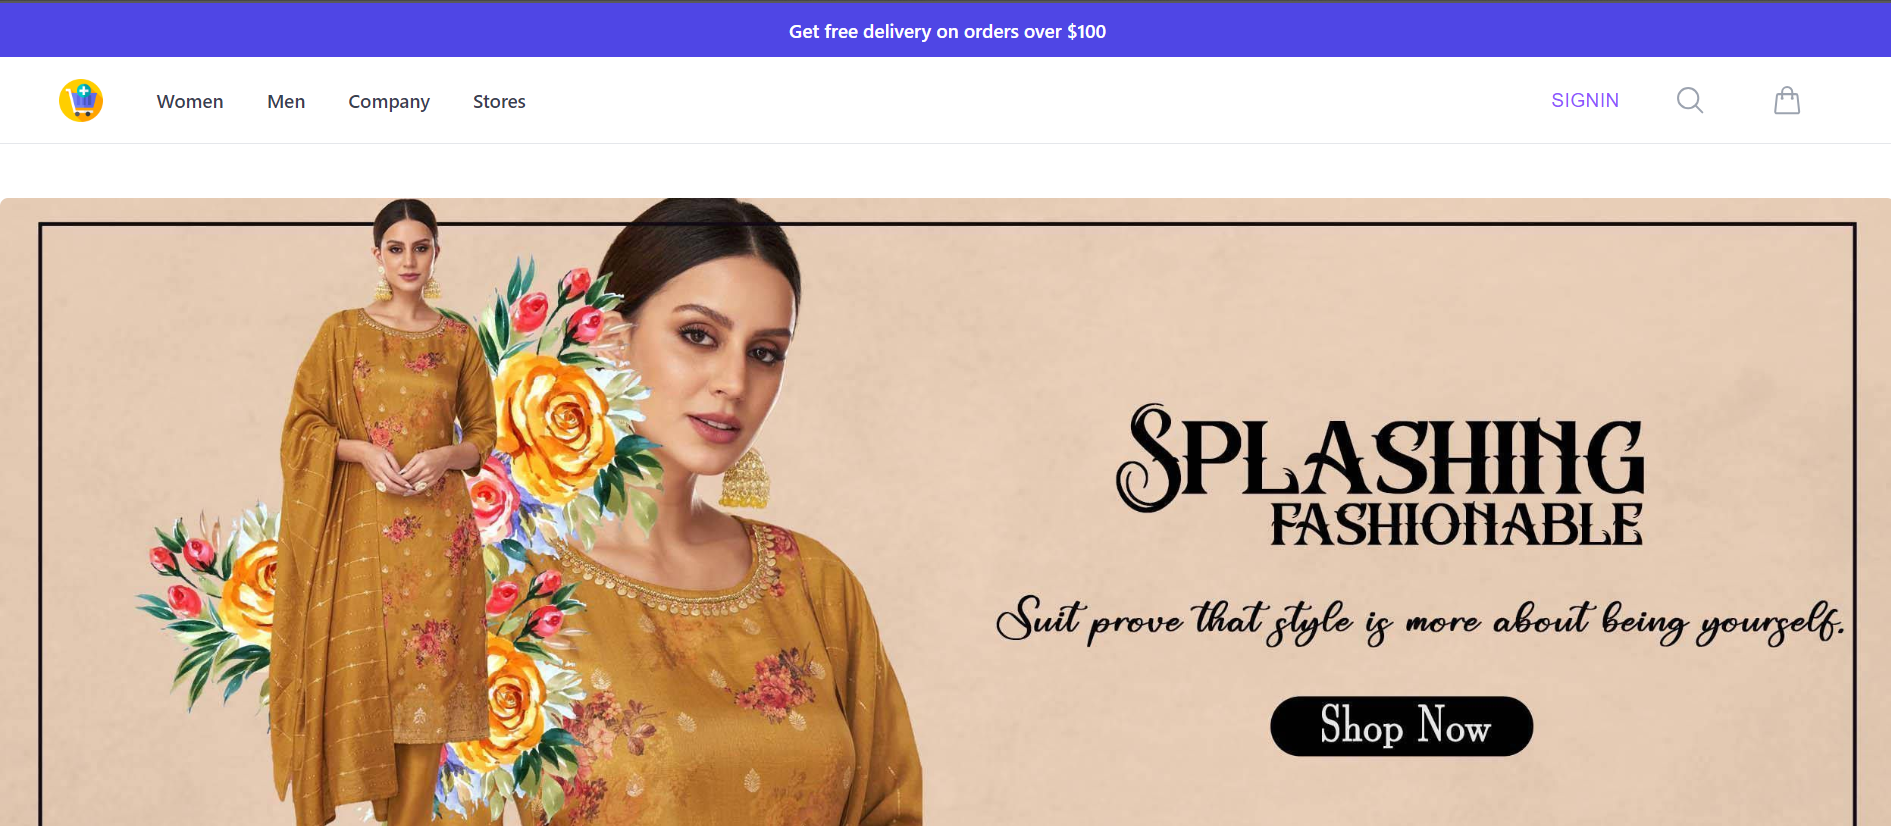 Get free delivery on orders over $100
Women Men Company Stores SIGNIN
SPLASHING
FASHIONABLE
Suit prove that style is more about being yourself.
Shop Now